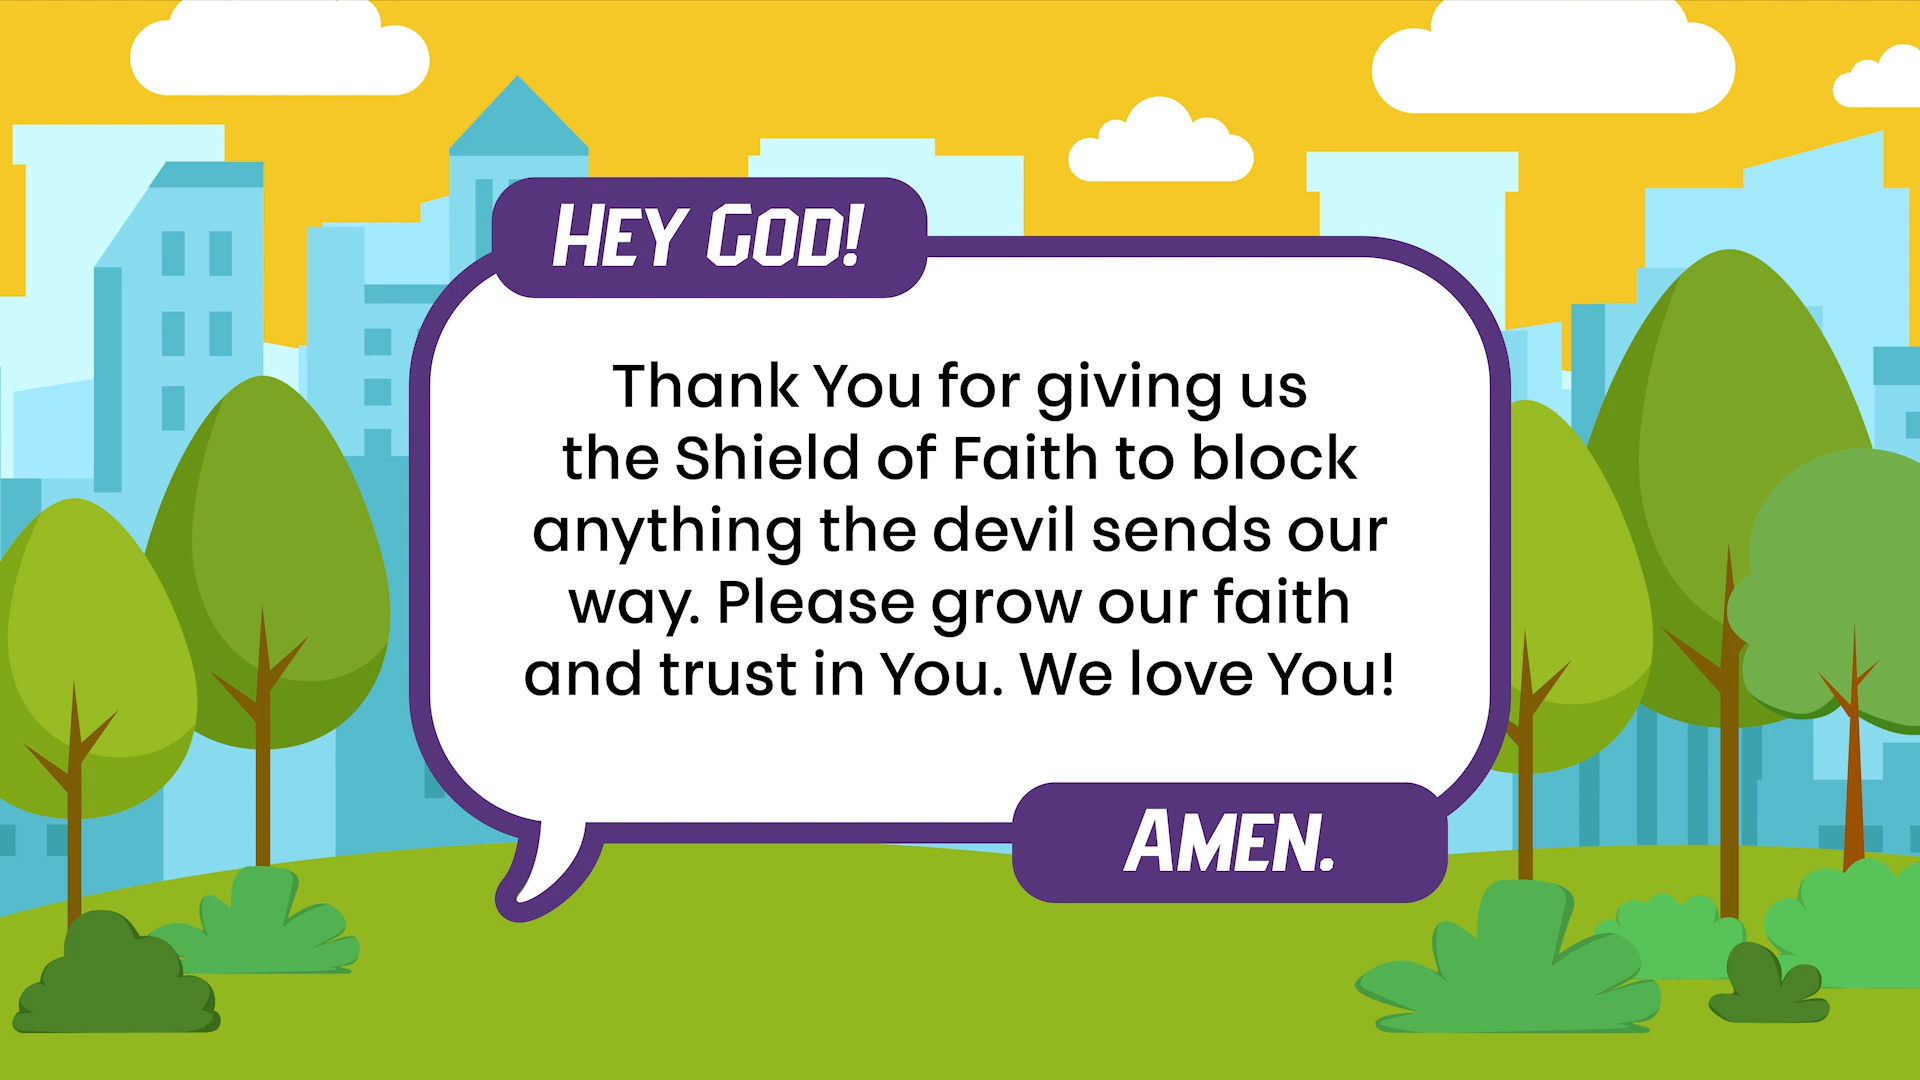 Hey God!
Thank You for giving us
the Shield of Faith to block
anything the devil sends our
way. Please grow our faith
and trust in You. We love You!
Amen.